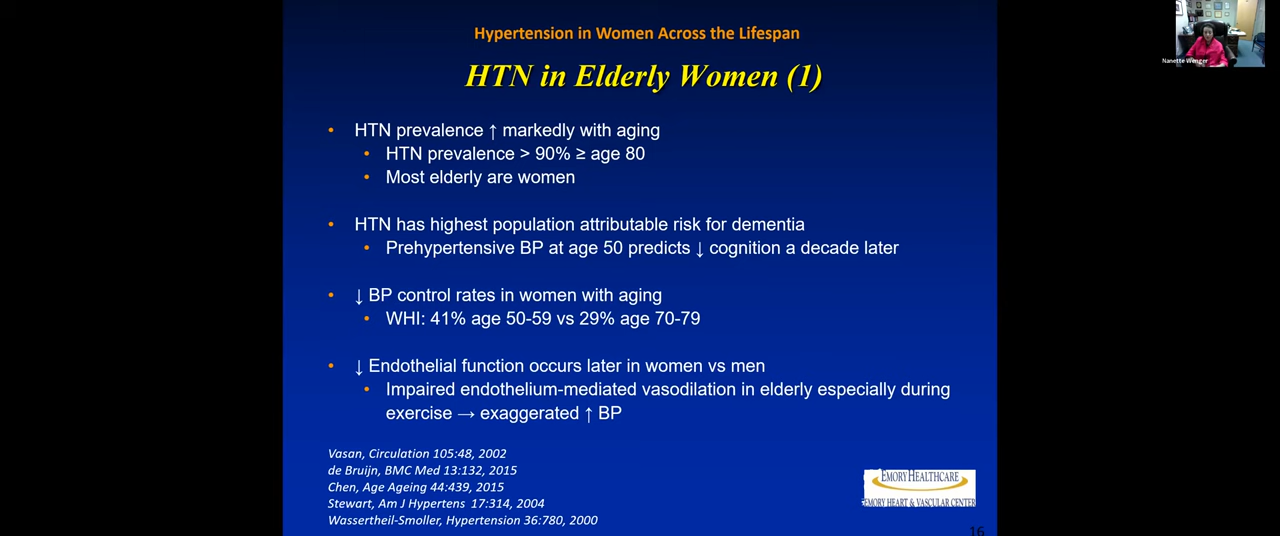 Hypertension in Women Across the Lifespan
HTN in Elderly Women (1)
• HTN prevalence ↑ markedly with aging
• HTN prevalence > 90% ≥ age 80
• Most elderly are women
• HTN has highest population attributable risk for dementia
• Prehypertensive BP at age 50 predicts ↓ cognition a decade later
• ↓ BP control rates in women with aging
• WHI: 41% age 50-59 vs 29% age 70-79
• ↓ Endothelial function occurs later in women vs men
• Impaired endothelium-mediated vasodilation in elderly especially during
exercise → exaggerated ↑ BP
Vasan, Circulation 105:48, 2002
de Bruijn, BMC Med 13:132, 2015
Chen, Age Ageing 44:439, 2015
Stewart, Am J Hypertens 17:314, 2004
Wassertheil-Smoller, Hypertension 36:780, 2000
EMORY HEALTHCARE
EMORY HEART & VASCULAR CENTER
16
Nanette Wenger